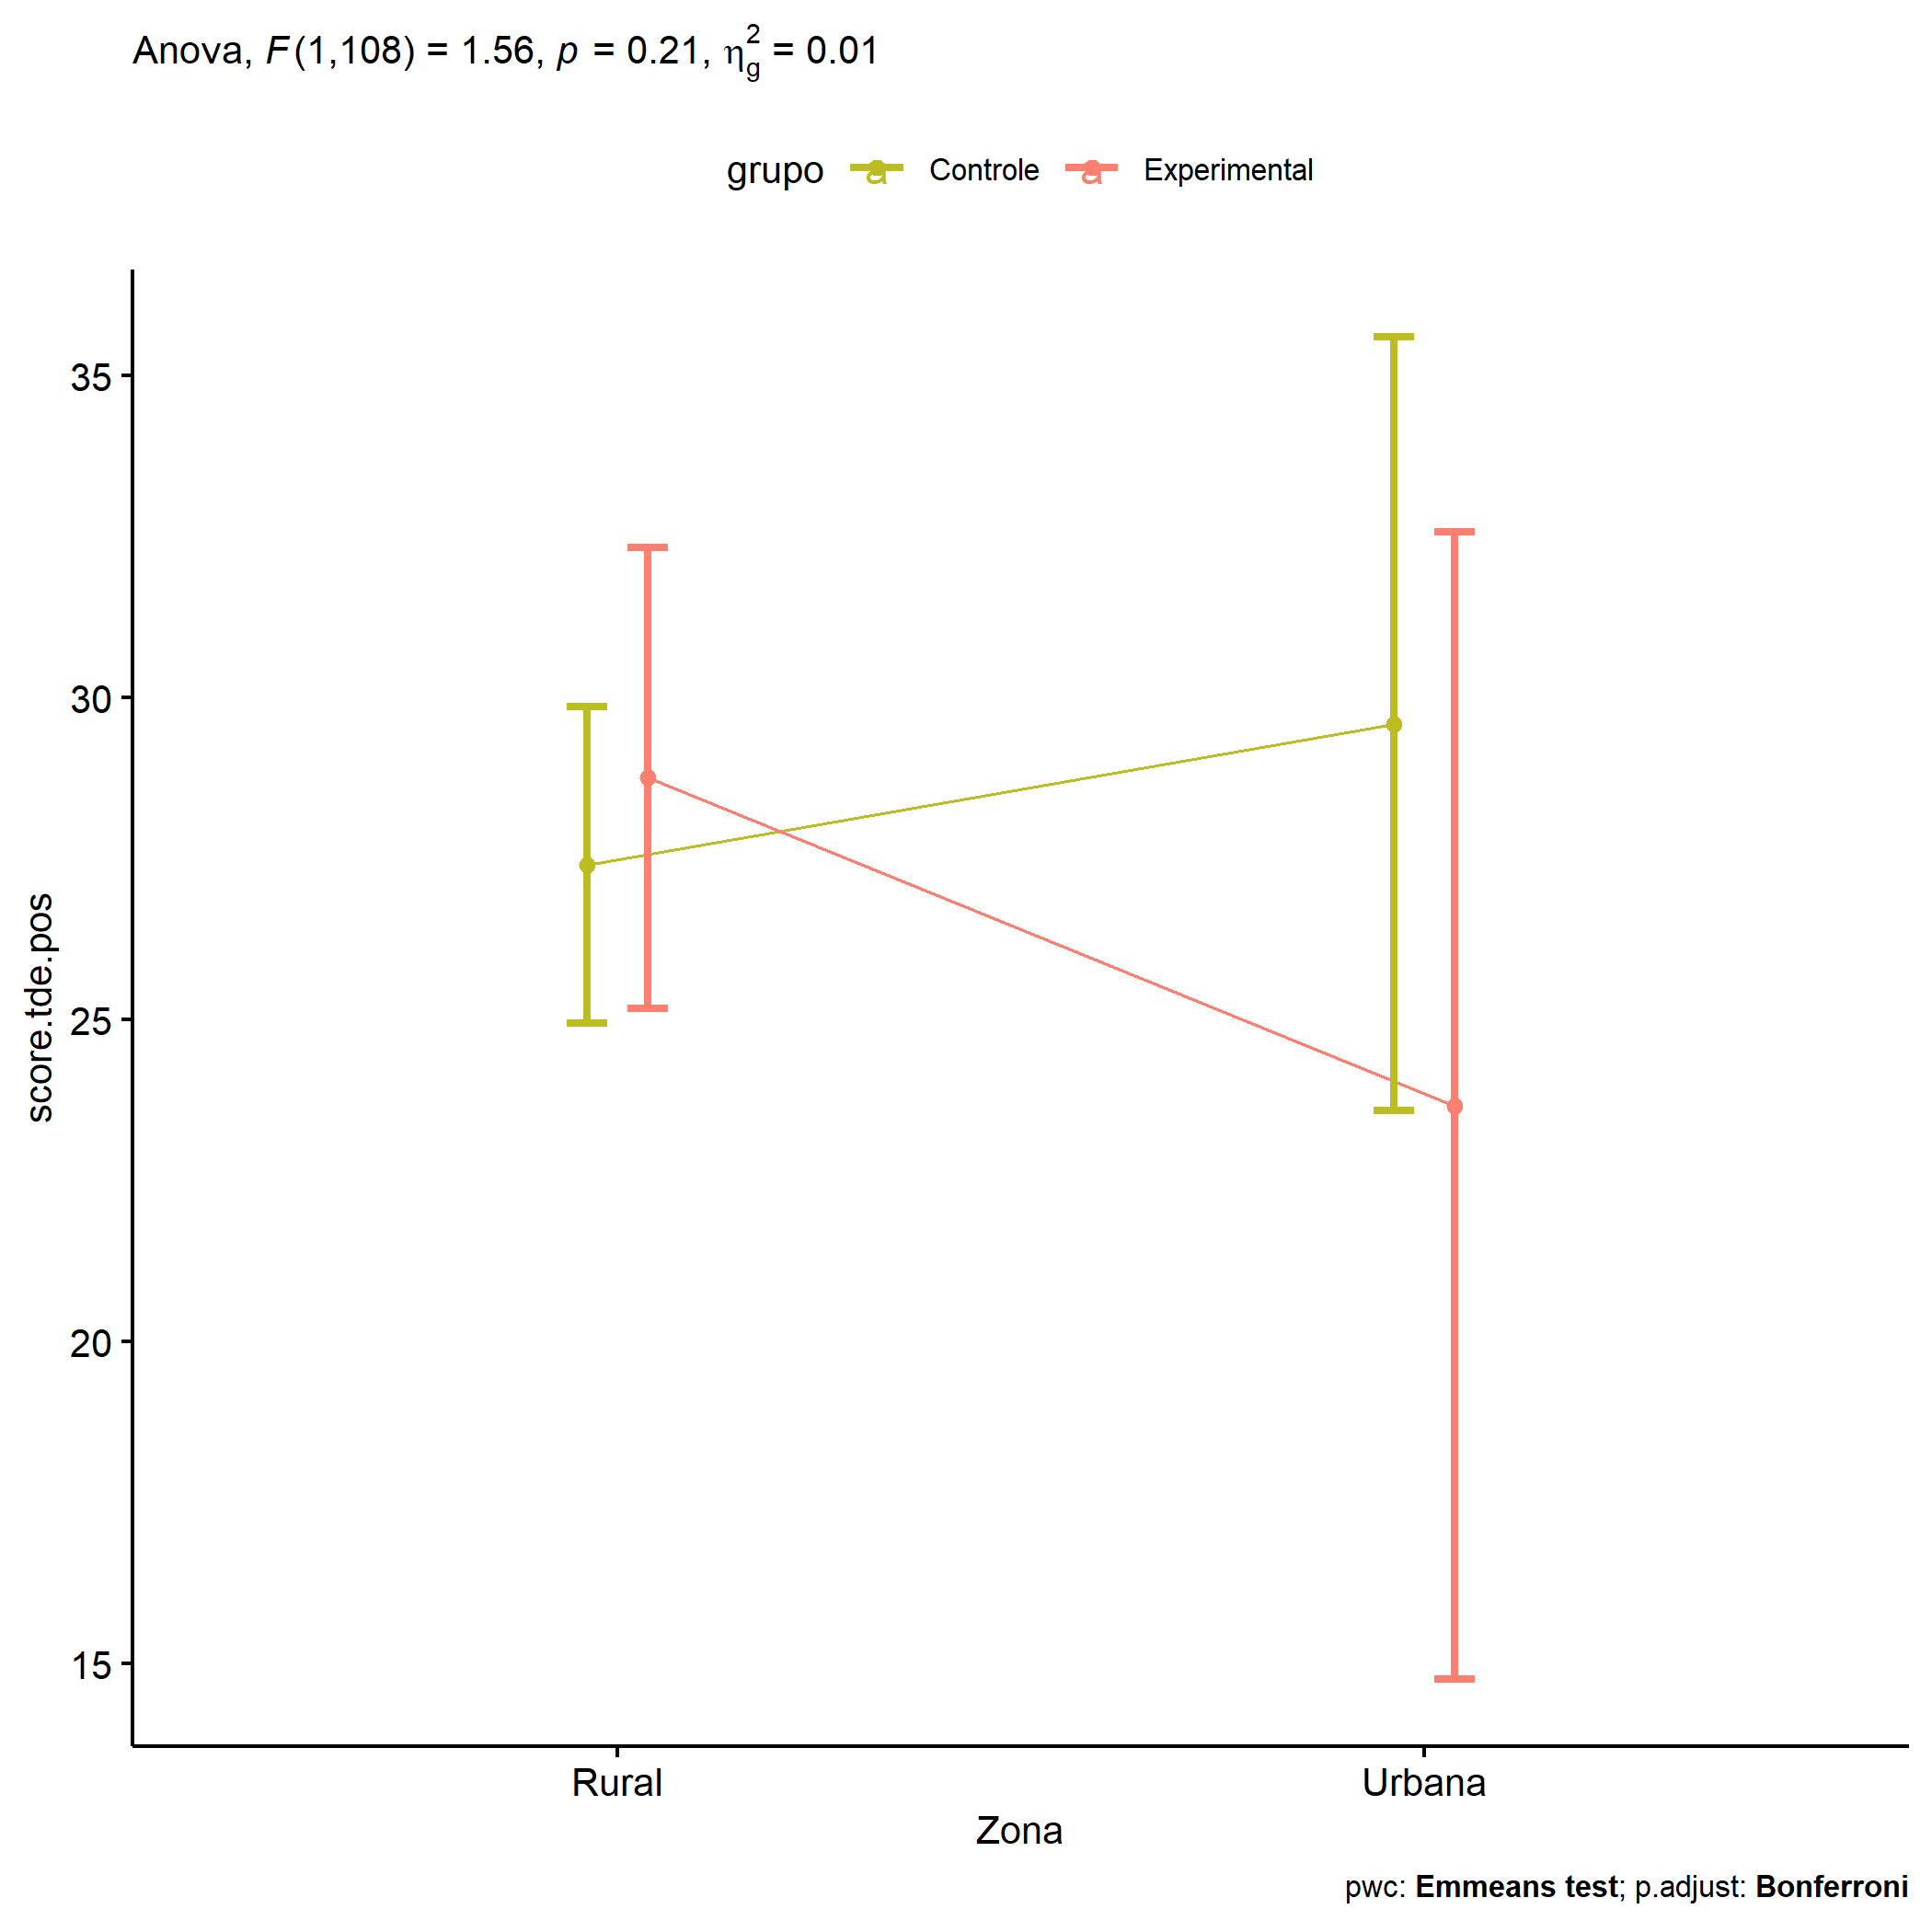 Anova, F(1,108) = 1.56, p = 0.21, η²g = 0.01
grupo a Controle a Experimental
35
30
25
20
15
score.tde.pos
Rural Urbana
Zona
pwc: Emmeans test; p.adjust: Bonferroni